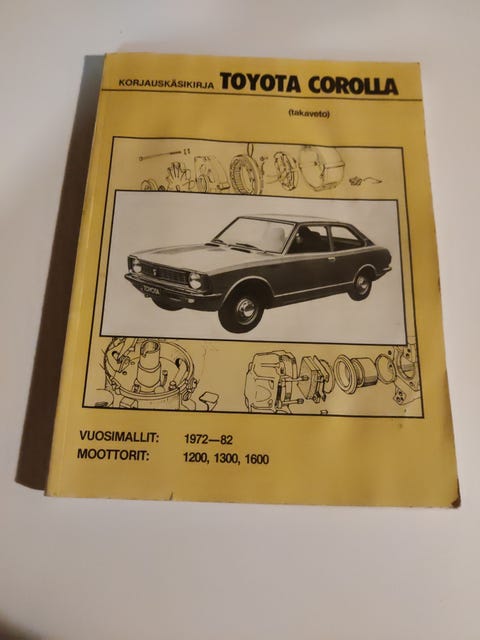 KORJAUSKÄSIKIRJA TOYOTA COROLLA
(takaveto)
TOYOTA
VUOSIMALLIT: 1972—82
MOOTTORIT: 1200, 1300, 1600